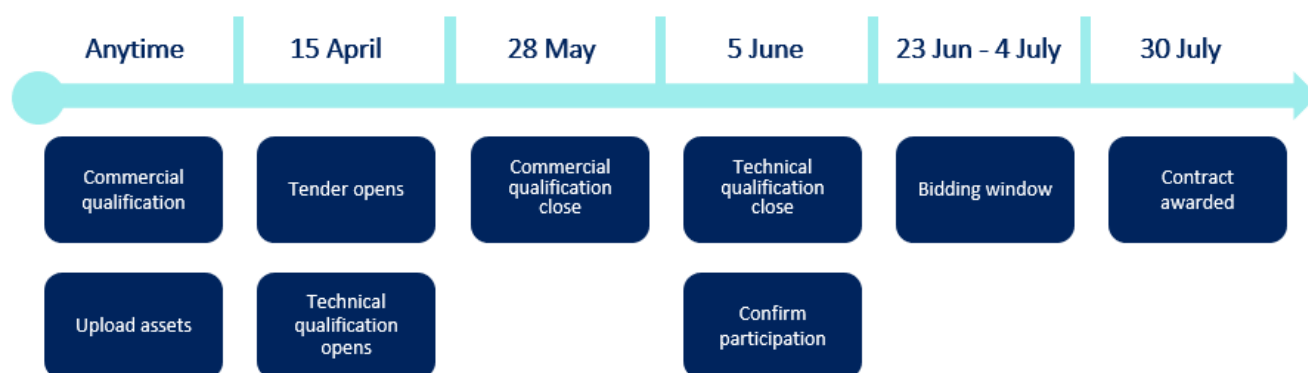 Anytime
15 April
28 May
5 June
23 Jun - 4 July
30 July
Commercial
qualification
Tender opens
Commercial
qualification
close
Technical
qualification
close
Bidding window
Contract
awarded
Upload assets
Technical
qualification
opens
Confirm
participation